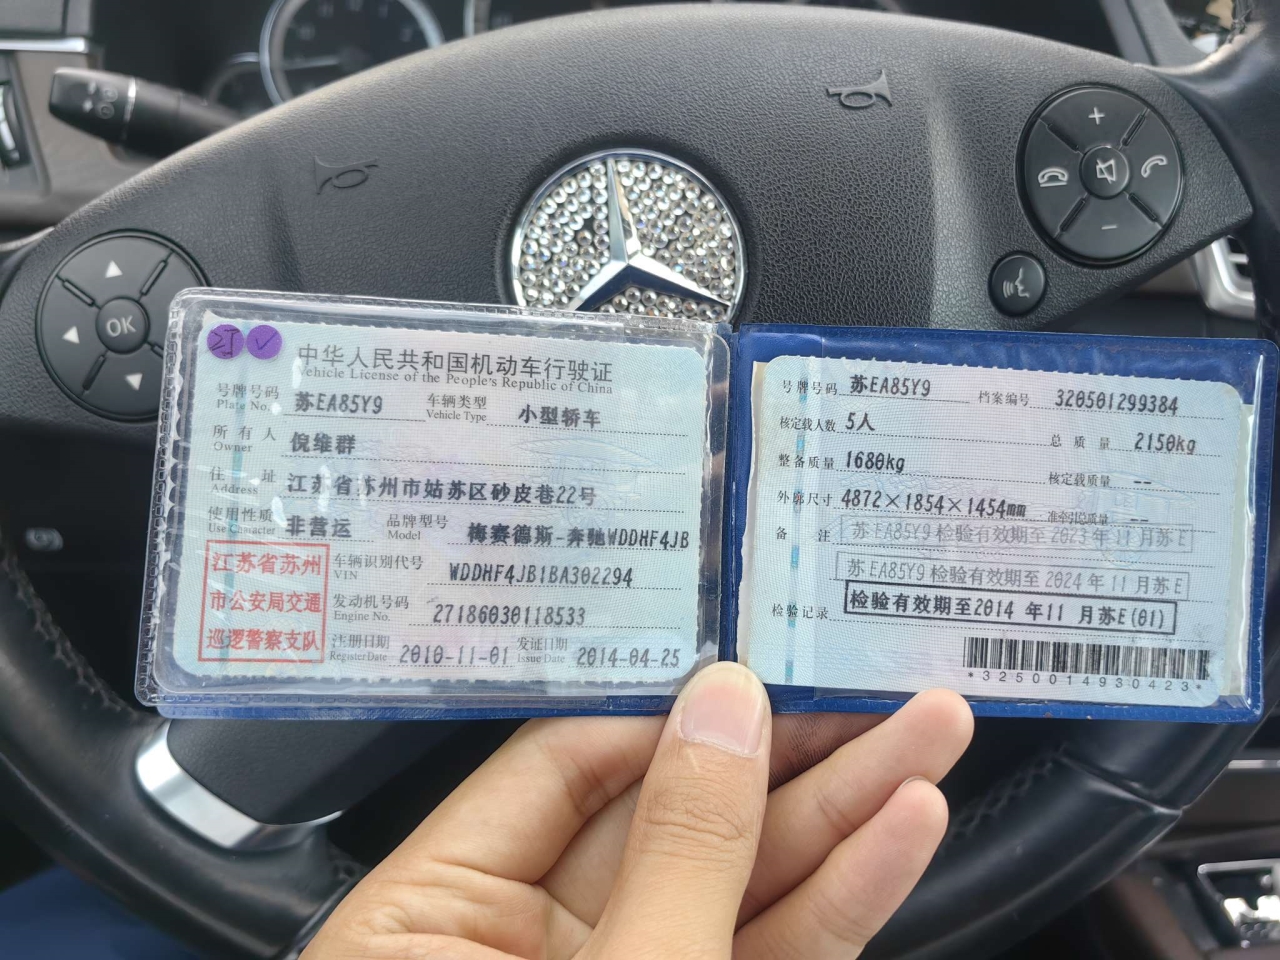 中华人民共和国机动车行驶证
Vehicle License of the People's Republic of China
号牌号码 Plate No. 苏EA85Y9 车辆类型 Vehicle Type 小型轿车
所有人 Owner 倪维群
住址 Address 江苏省苏州市姑苏区砂皮巷22号
使用性质 Use Character 非营运 品牌型号 Model 梅赛德斯-奔驰WDDHF4JB
江苏省苏州
市公安局交通
巡逻警察支队
车辆识别代号 VIN WDDHF4JB1BA302294
发动机号码 Engine No. 27186030118533
注册日期 Register Date 2010-11-01 发证日期 Issue Date 2014-04-25
号牌号码 苏EA85Y9 档案编号 320501299384
核定载人数 5人 总质量 2150kg
整备质量 1680kg 核定载质量 --
外廓尺寸 4872×1854×1454mm 准牵引总质量 --
备注 苏EA85Y9检验有效期至2023年11月苏E
苏EA85Y9检验有效期至2024年11月苏E
检验记录 检验有效期至2014年11月苏E(01)
*3250014930423*
OK